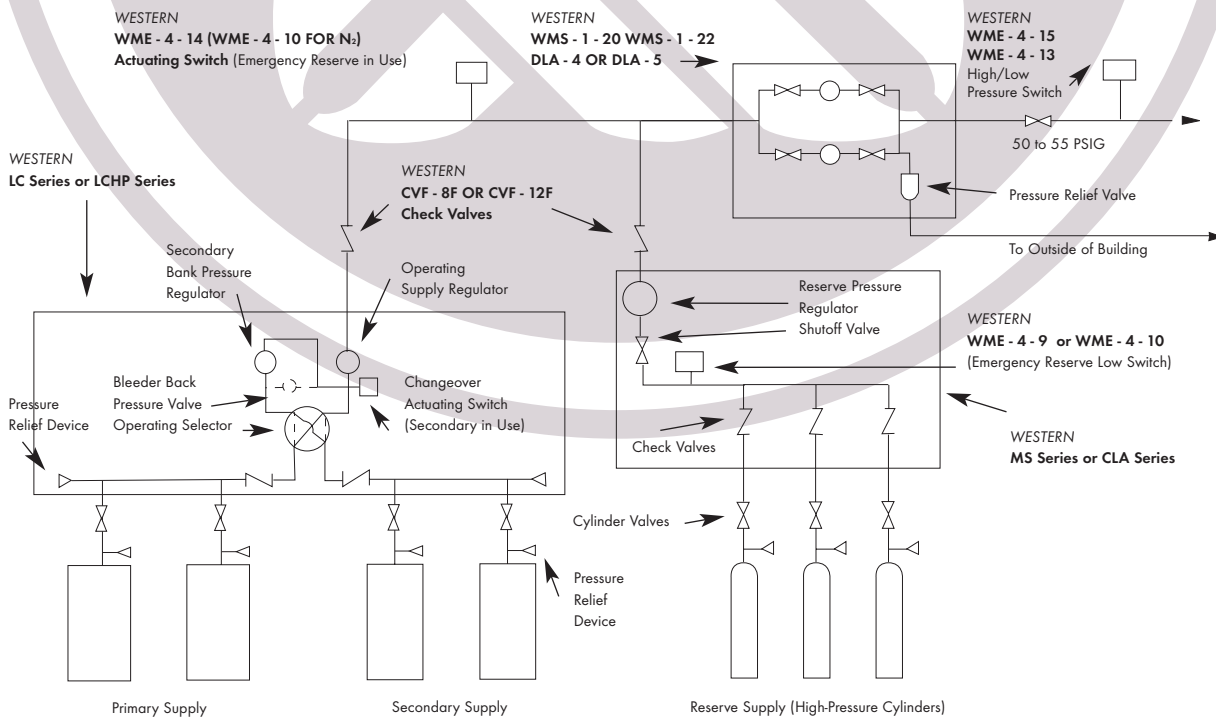 WESTERN
WME - 4 - 14 (WME - 4 - 10 FOR N₂)
Actuating Switch (Emergency Reserve in Use)
WESTERN
WMS - 1 - 20 WMS - 1 - 22
DLA - 4 OR DLA - 5
WESTERN
WME - 4 - 15
WME - 4 - 13
High/Low
Pressure Switch
50 to 55 PSIG
WESTERN
LC Series or LCHP Series
WESTERN
CVF - 8F OR CVF - 12F
Check Valves
Pressure Relief Valve
To Outside of Building
Secondary
Bank Pressure
Regulator
Operating
Supply Regulator
Reserve Pressure
Regulator
Shutoff Valve
WESTERN
WME - 4 - 9 or WME - 4 - 10
(Emergency Reserve Low Switch)
Bleeder Back
Pressure Valve
Operating Selector
Changeover
Actuating Switch
(Secondary in Use)
Pressure
Relief Device
Check Valves
WESTERN
MS Series or CLA Series
Cylinder Valves
Pressure
Relief
Device
Primary Supply
Secondary Supply
Reserve Supply (High-Pressure Cylinders)